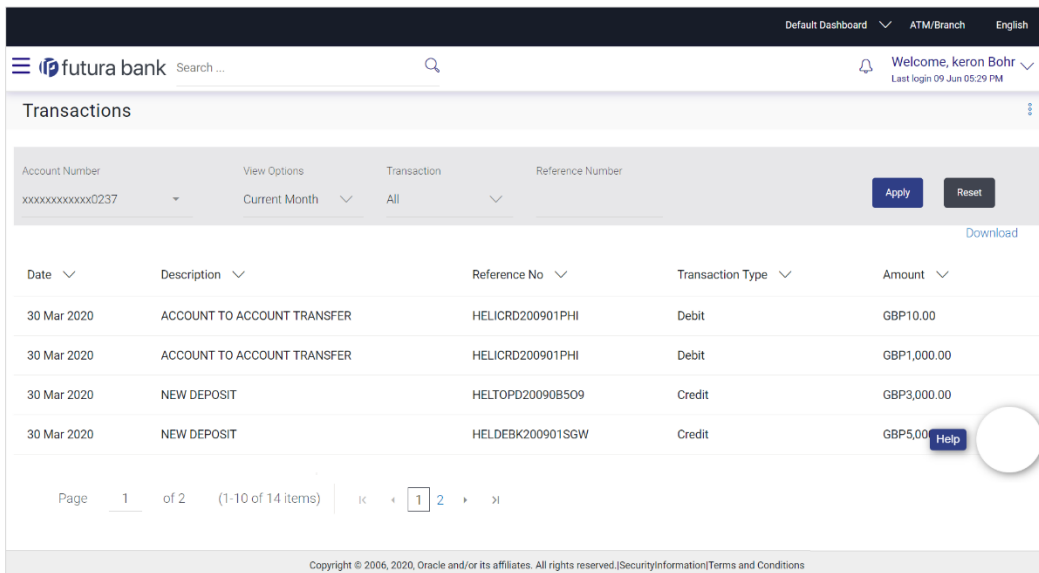 Default Dashboard ATM/Branch English
futura bank Search ... Welcome, keron Bohr
Last login 09 Jun 05:29 PM
Transactions
Account Number View Options Transaction Reference Number
xxxxxxxxxxxx0237 Current Month All Apply Reset
Download
Date Description Reference No Transaction Type Amount
30 Mar 2020 ACCOUNT TO ACCOUNT TRANSFER HELICRD200901PHI Debit GBP10.00
30 Mar 2020 ACCOUNT TO ACCOUNT TRANSFER HELICRD200901PHI Debit GBP1,000.00
30 Mar 2020 NEW DEPOSIT HELTOPD20090B5O9 Credit GBP3,000.00
30 Mar 2020 NEW DEPOSIT HELDEBK200901SGW Credit Help
Page 1 of 2 (1-10 of 14 items) 1 2
Copyright © 2006, 2020, Oracle and/or its affiliates. All rights reserved.|SecurityInformation|Terms and Conditions